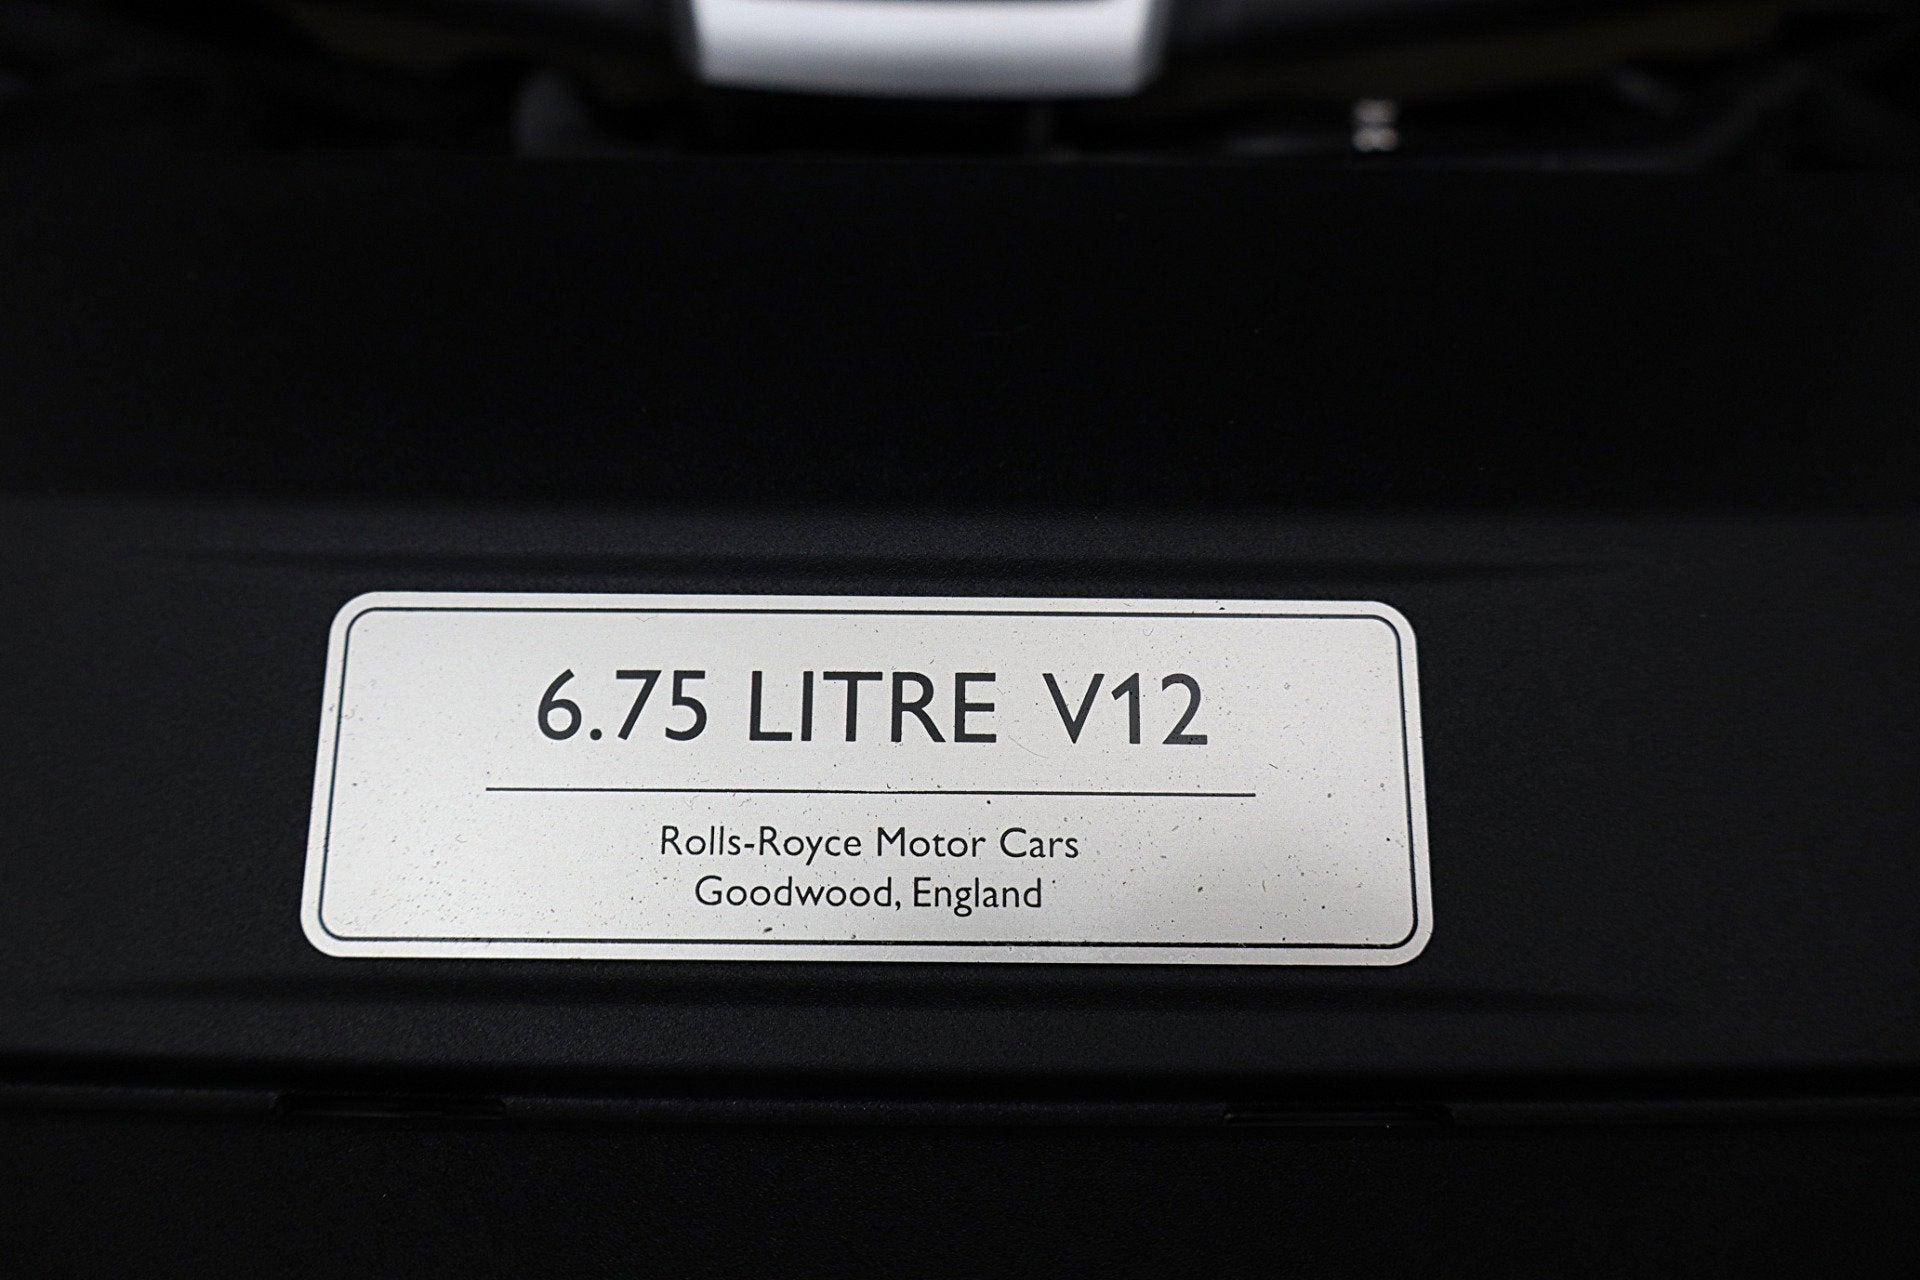 6.75 LITRE V12
Rolls-Royce Motor Cars
Goodwood, England